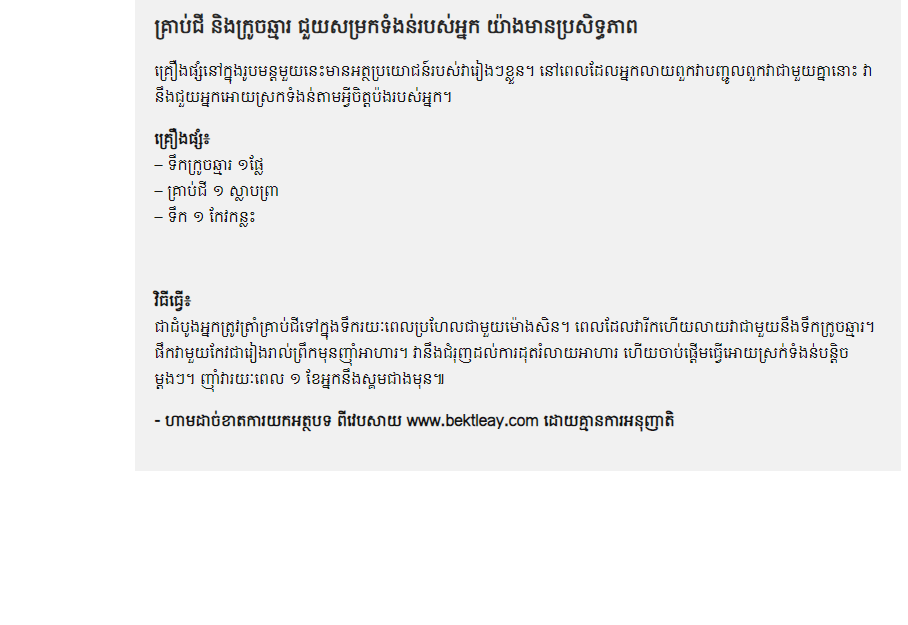 គ្រាប់ជី និងក្រូចឆ្មារ ជួយសម្រកទំងន់របស់អ្នក យ៉ាងមានប្រសិទ្ធភាព
គ្រឿងផ្សំនៅក្នុងរូបមន្តមួយនេះមានអត្ថប្រយោជន៍របស់វារៀងៗខ្លួន។ នៅពេលដែលអ្នកលាយពួកវាបញ្ចូលពួកវាជាមួយគ្នានោះ វា
នឹងជួយអ្នកអោយស្រកទំងន់តាមអ្វីចិត្តប៉ងរបស់អ្នក។
គ្រឿងផ្សំ៖
– ទឹកក្រូចឆ្មារ ១ផ្លែ
– គ្រាប់ជី ១ ស្លាបព្រា
– ទឹក ១ កែវកន្លះ
វិធីធ្វើ៖
ជាដំបូងអ្នកត្រូវត្រាំគ្រាប់ជីទៅក្នុងទឹករយៈពេលប្រហែលជាមួយម៉ោងសិន។ ពេលដែលវារីកហើយលាយវាជាមួយនឹងទឹកក្រូចឆ្មារ។
ផឹកវាមួយកែវជារៀងរាល់ព្រឹកមុនញ៉ាំអាហារ។ វានឹងជំរុញដល់ការដុតរំលាយអាហារ ហើយចាប់ផ្តើមធ្វើអោយស្រក់ទំងន់បន្តិច
ម្តងៗ។ ញ៉ាំវារយៈពេល ១ ខែអ្នកនឹងស្គមជាងមុន៕
- ហាមដាច់ខាតការយកអត្ថបទ ពីវេបសាយ www.bektleay.com ដោយគ្មានការអនុញាតិ